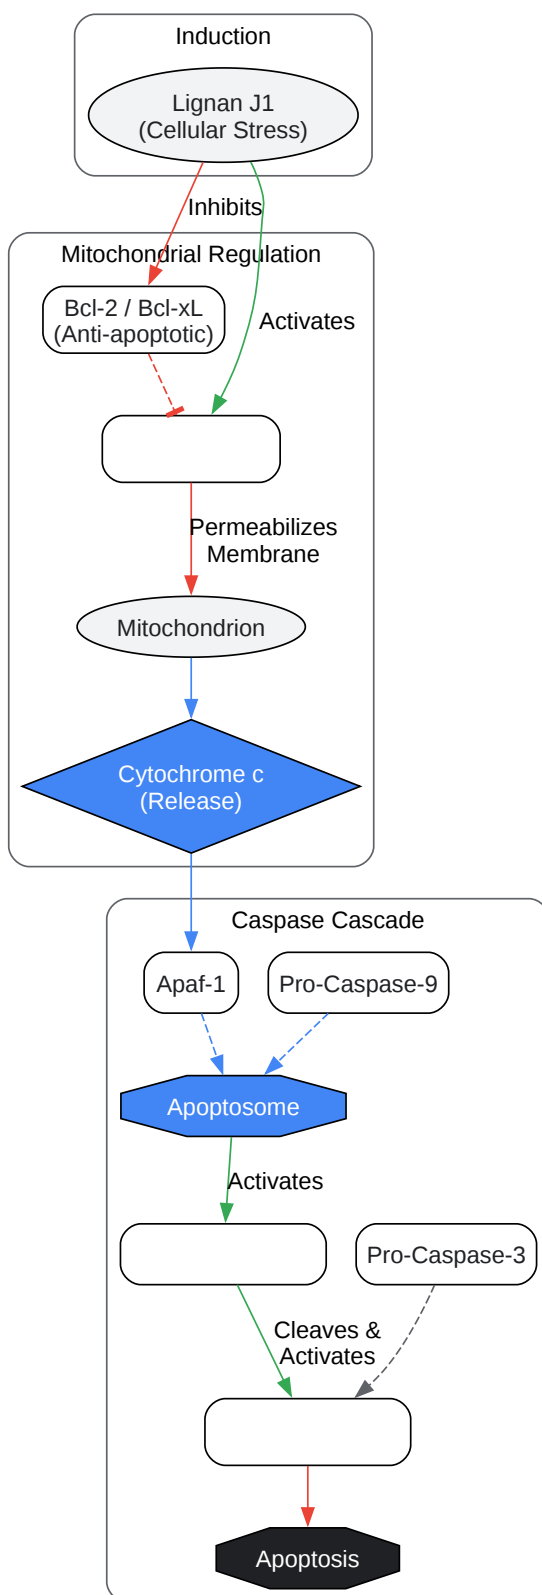 Induction
Lignan J1
(Cellular Stress)
Inhibits
Mitochondrial Regulation
Bcl-2 / Bcl-xL
(Anti-apoptotic)
Activates
Permeabilizes
Membrane
Mitochondrion
Cytochrome c
(Release)
Caspase Cascade
Apaf-1
Pro-Caspase-9
Apoptosome
Activates
Pro-Caspase-3
Cleaves &
Activates
Apoptosis